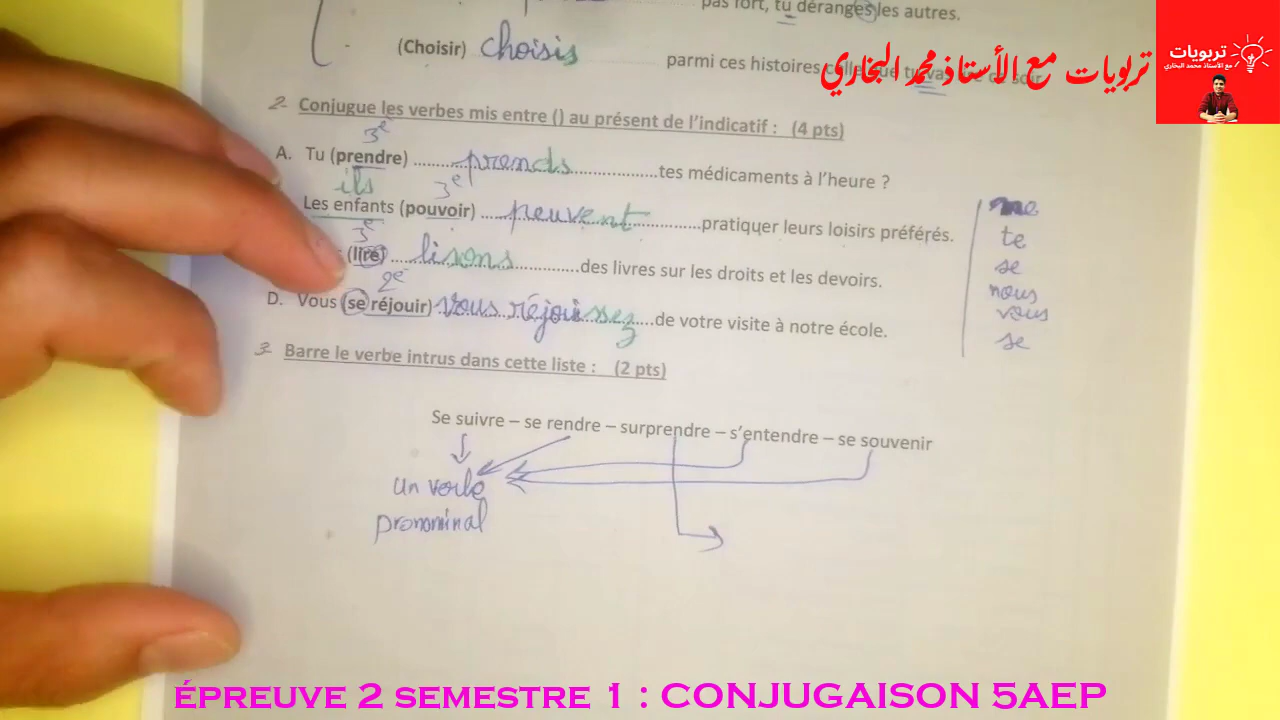 pas fort, tu déranges les autres.
(Choisir) choisis parmi ces histoires
تربويات مع الأستاذ محمد البخاري
تربويات
مع الأستاذ محمد البخاري
2- Conjugue les verbes mis entre () au présent de l'indicatif : (4 pts)
3e
A. Tu (prendre) ........ prends ........ tes médicaments à l'heure ?
ils 3e
Les enfants (pouvoir) ........ peuvent ........ pratiquer leurs loisirs préférés.
3e
(lire) ........ lisons ........ des livres sur les droits et les devoirs.
2e
D. Vous (se réjouir) vous réjouissez .... de votre visite à notre école.
me
te
se
nous
vous
se
3- Barre le verbe intrus dans cette liste : (2 pts)
Se suivre – se rendre – surprendre – s'entendre – se souvenir
un verbe
pronominal
épreuve 2 semestre 1 : CONJUGAISON 5AEP